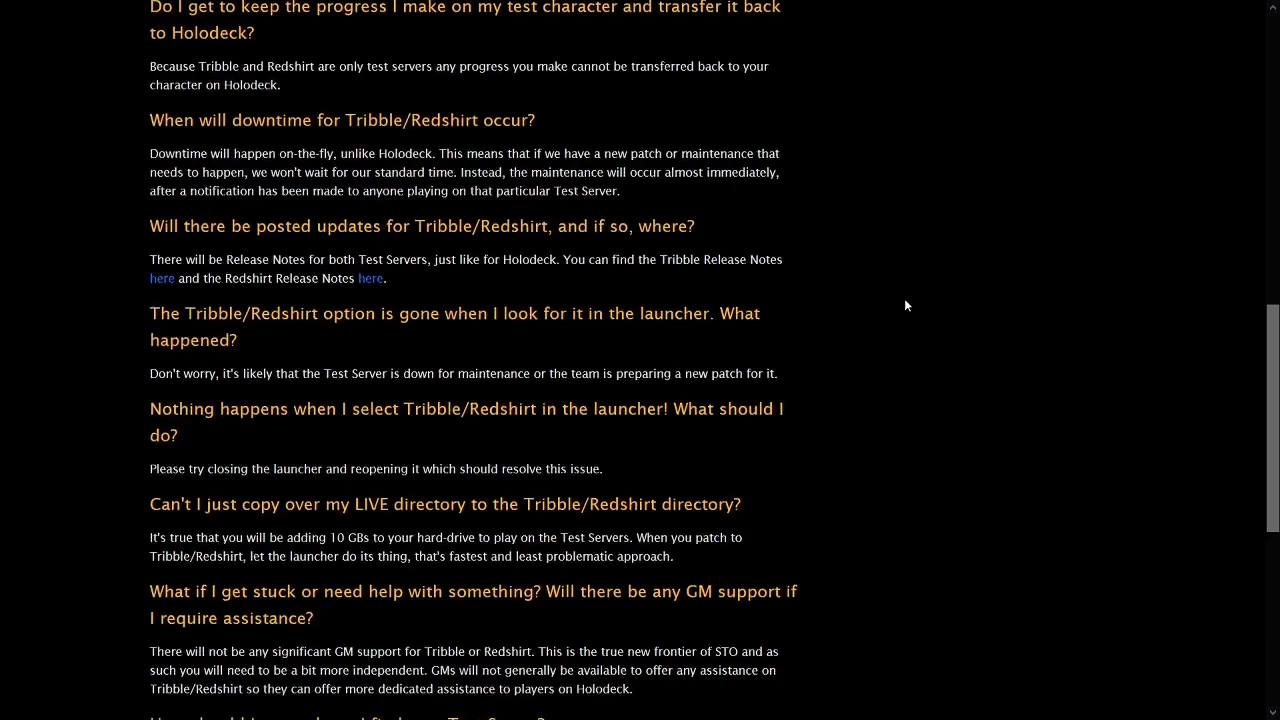 Do I get to keep the progress I make on my test character and transfer it back
to Holodeck?
Because Tribble and Redshirt are only test servers any progress you make cannot be transferred back to your
character on Holodeck.
When will downtime for Tribble/Redshirt occur?
Downtime will happen on-the-fly, unlike Holodeck. This means that if we have a new patch or maintenance that
needs to happen, we won't wait for our standard time. Instead, the maintenance will occur almost immediately,
after a notification has been made to anyone playing on that particular Test Server.
Will there be posted updates for Tribble/Redshirt, and if so, where?
There will be Release Notes for both Test Servers, just like for Holodeck. You can find the Tribble Release Notes
here and the Redshirt Release Notes here.
The Tribble/Redshirt option is gone when I look for it in the launcher. What
happened?
Don't worry, it's likely that the Test Server is down for maintenance or the team is preparing a new patch for it.
Nothing happens when I select Tribble/Redshirt in the launcher! What should I
do?
Please try closing the launcher and reopening it which should resolve this issue.
Can't I just copy over my LIVE directory to the Tribble/Redshirt directory?
It's true that you will be adding 10 GBs to your hard-drive to play on the Test Servers. When you patch to
Tribble/Redshirt, let the launcher do its thing, that's fastest and least problematic approach.
What if I get stuck or need help with something? Will there be any GM support if
I require assistance?
There will not be any significant GM support for Tribble or Redshirt. This is the true new frontier of STO and as
such you will need to be a bit more independent. GMs will not generally be available to offer any assistance on
Tribble/Redshirt so they can offer more dedicated assistance to players on Holodeck.